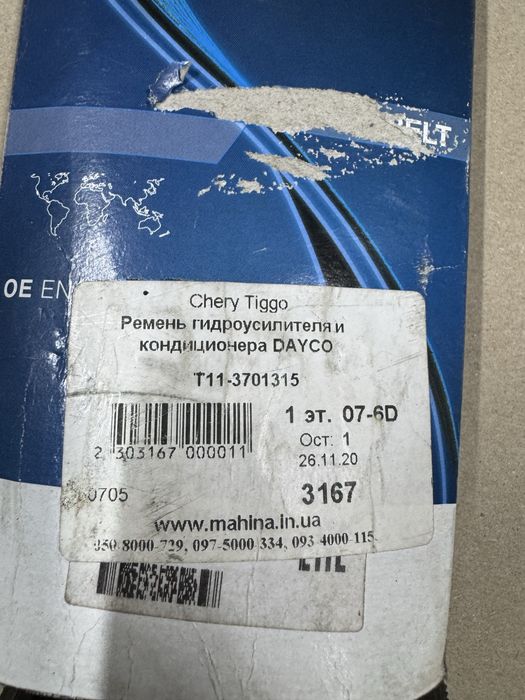 OE EN
Chery Tiggo
Ремень гидроусилителя и
кондиционера DAYCO
T11-3701315
1 эт. 07-6D
Ост: 1
26.11.20
2 303167 000011
0705
3167
www.mahina.in.ua
050-8000-729, 097-5000-334, 093-4000-115